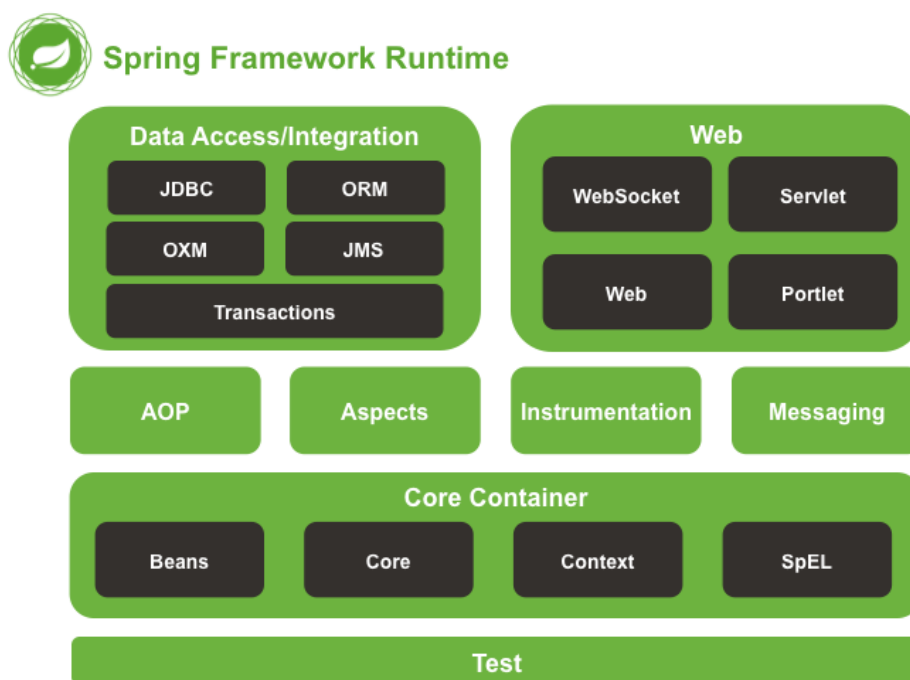 Spring Framework Runtime
Data Access/Integration
JDBC
ORM
OXM
JMS
Transactions
Web
WebSocket
Servlet
Web
Portlet
AOP
Aspects
Instrumentation
Messaging
Core Container
Beans
Core
Context
SpEL
Test